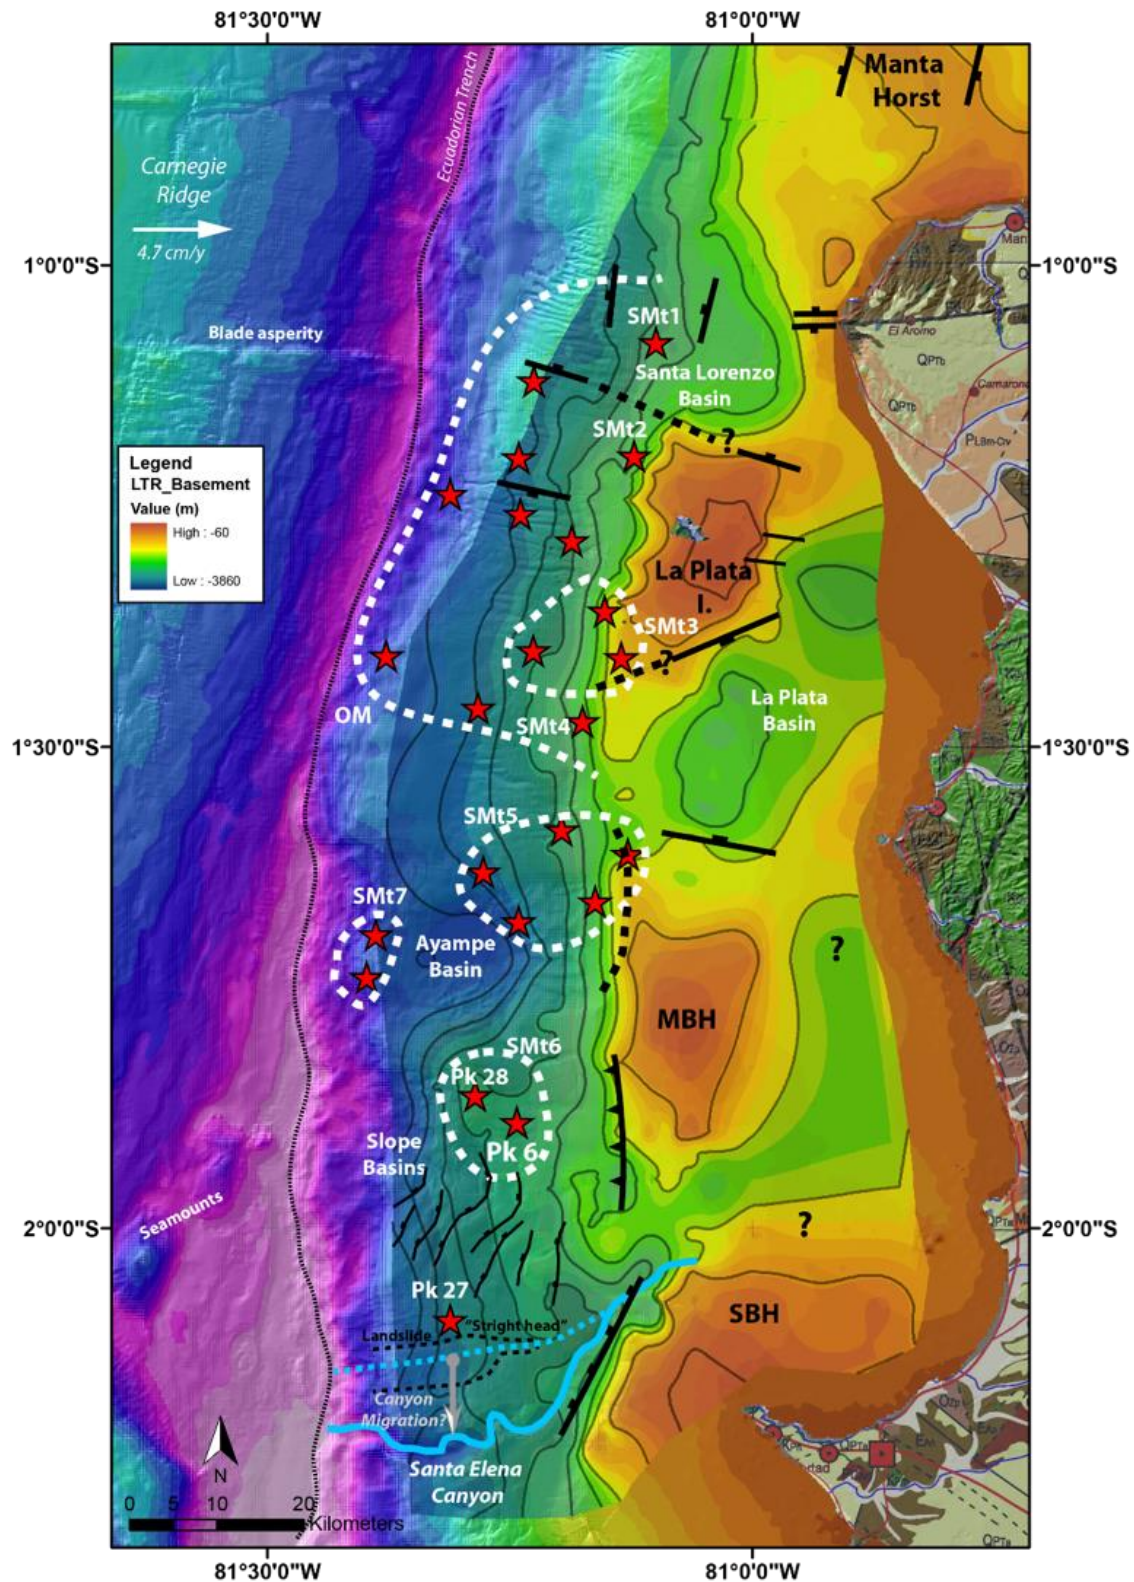 81°30'0"W
81°0'0"W
Manta
Horst
Ecuadorian Trench
Carnegie
Ridge
4.7 cm/y
1°0'0"S
1°0'0"S
Blade asperity
SMt1
El Aromo
QPTb
Santa Lorenzo
Basin
QPTb
SMt2
?
PLBm-Crv
Legend
LTR_Basement
Value (m)
High : -60
Low : -3860
La Plata
I.
SMt3
?
La Plata
Basin
OM
SMt4
1°30'0"S
1°30'0"S
SMt5
SMt7
Ayampe
Basin
?
MBH
SMt6
Pk 28
Pk 6
Slope
Basins
Seamounts
2°0'0"S
?
2°0'0"S
Pk 27
"Stright head"
Landslide
SBH
Canyon
Migration?
Santa Elena
Canyon
N
0 5 10 20
Kilometers
81°30'0"W
81°0'0"W